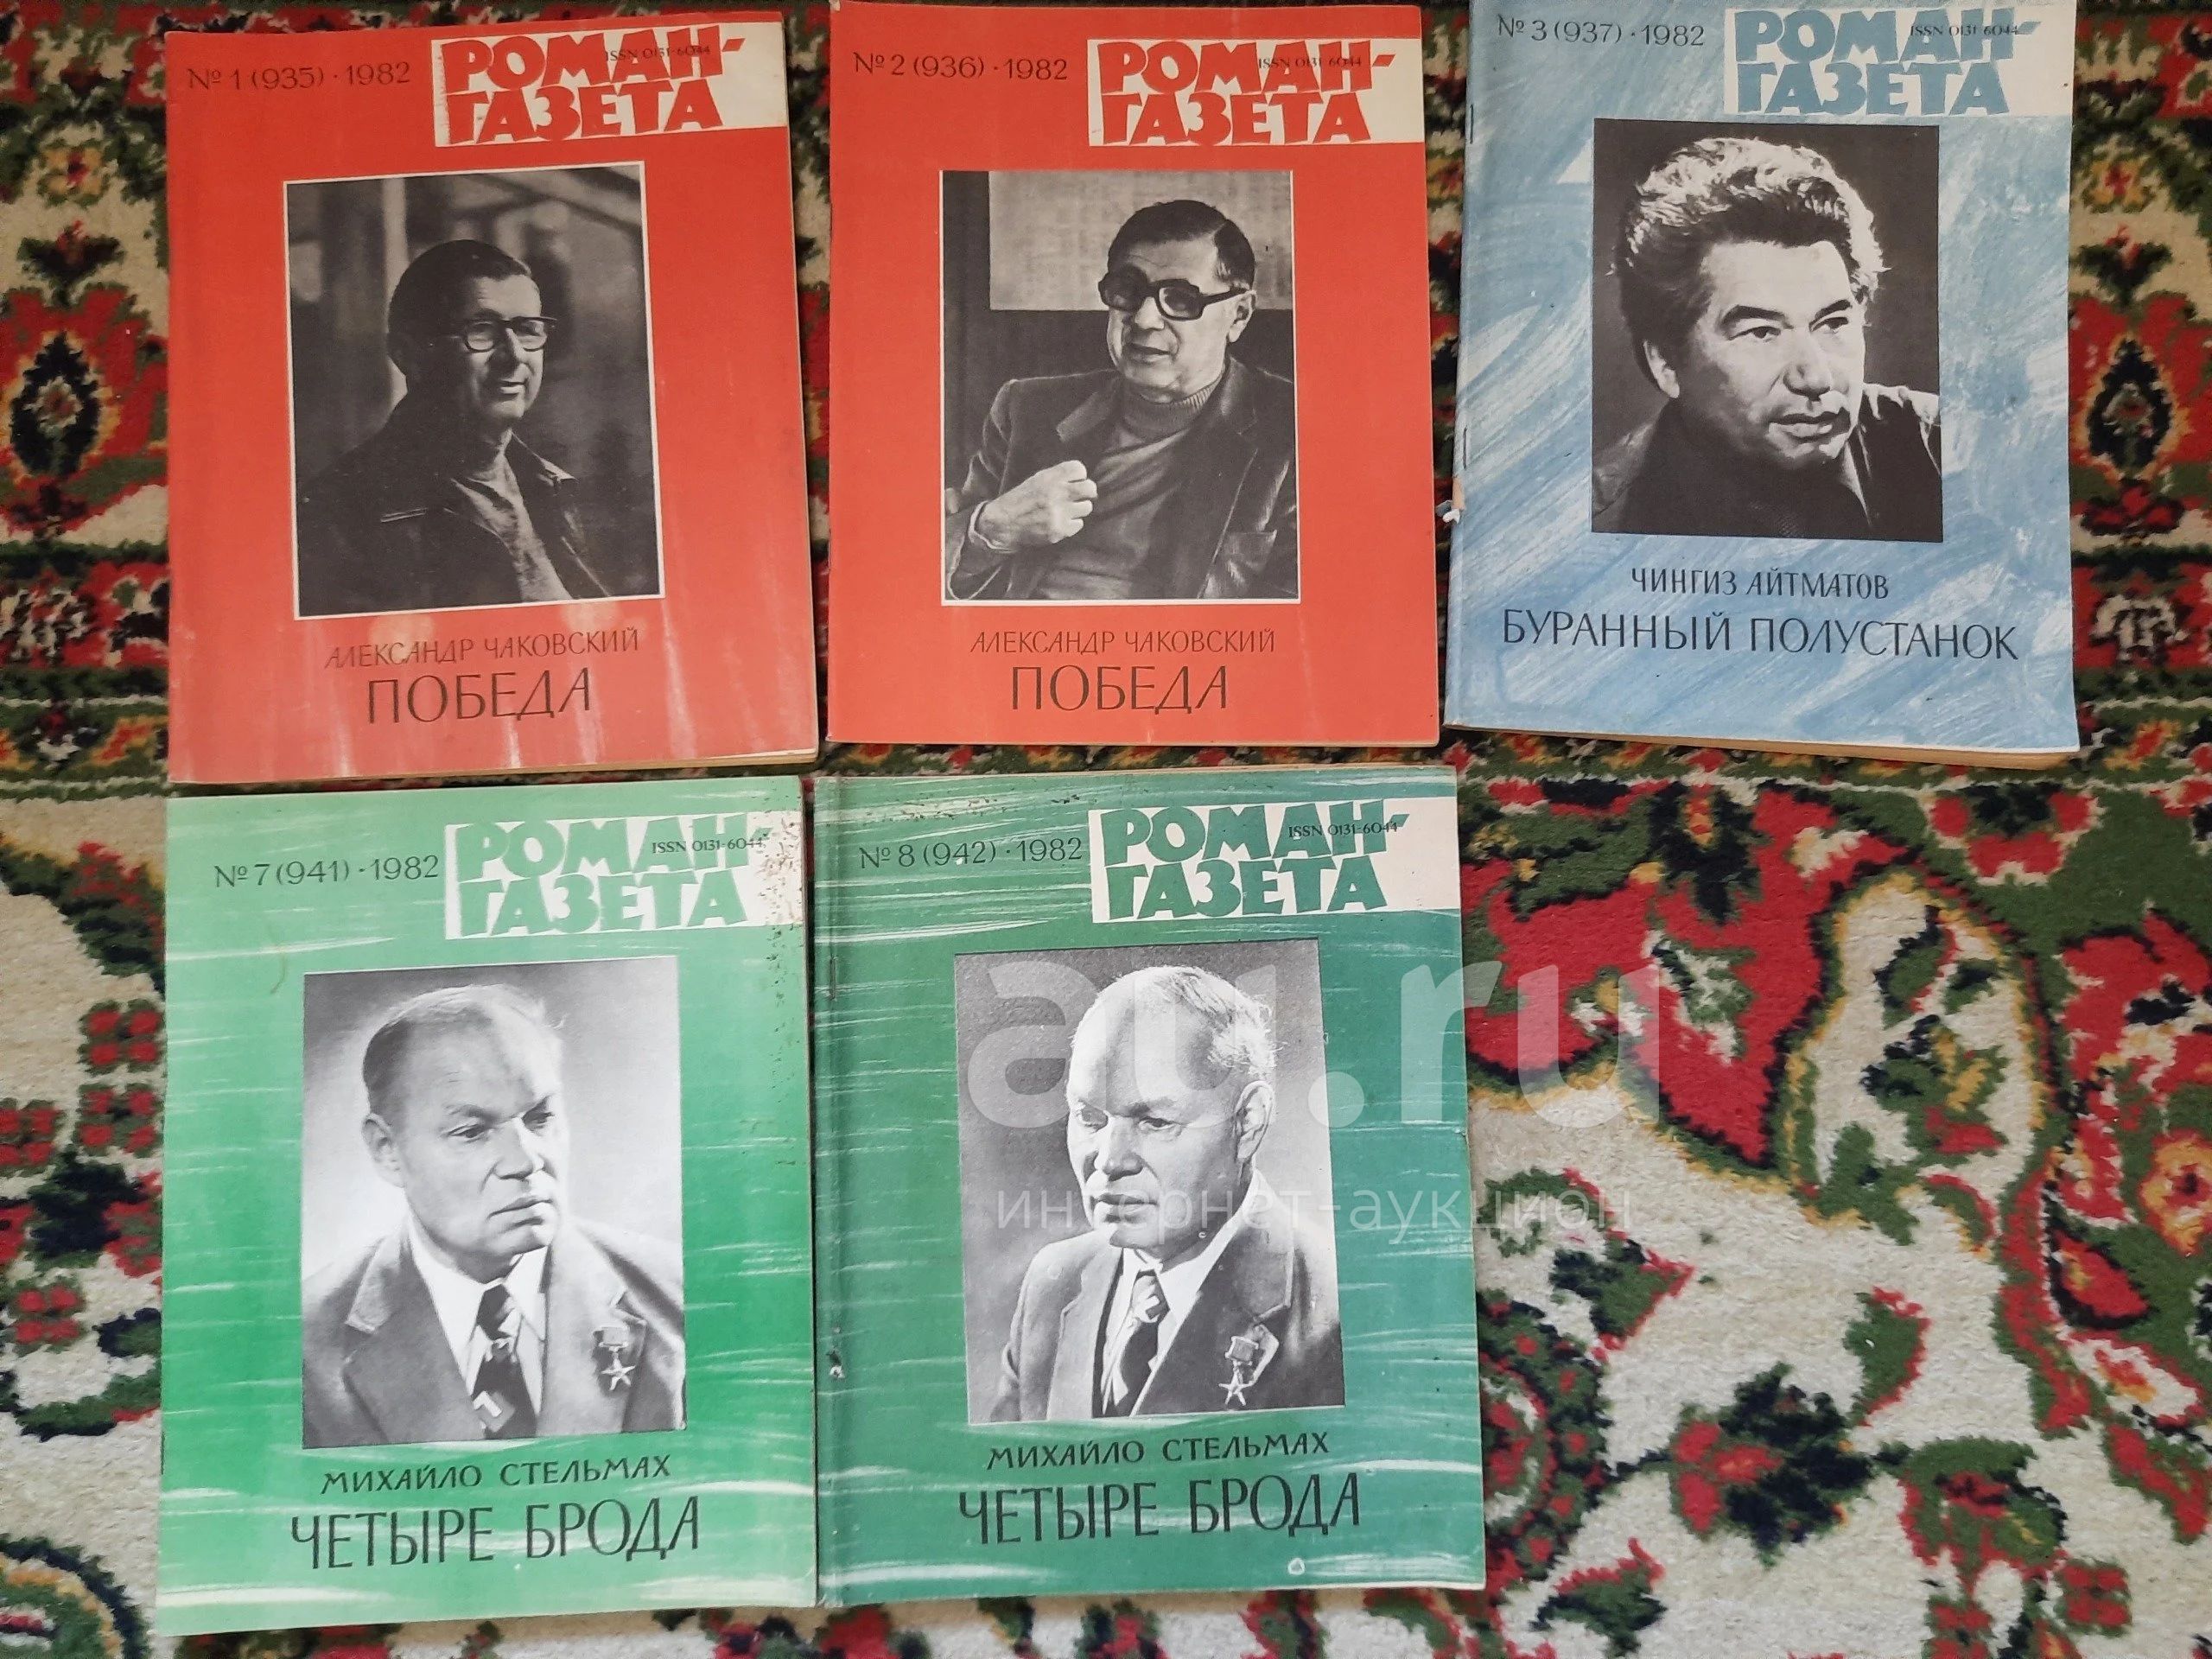 № 1 (935) · 1982
ISSN 0131-6044
РОМАН-
ГАЗЕТА
АЛЕКСАНДР ЧАКОВСКИЙ
ПОБЕДА
№ 2 (936) · 1982
ISSN 0131-6044
РОМАН-
ГАЗЕТА
АЛЕКСАНДР ЧАКОВСКИЙ
ПОБЕДА
№ 3 (937) · 1982
ISSN 0131-6044
РОМАН-
ГАЗЕТА
ЧИНГИЗ АЙТМАТОВ
БУРАННЫЙ ПОЛУСТАНОК
№ 7 (941) · 1982
ISSN 0131-6044
РОМАН-
ГАЗЕТА
МИХАЙЛО СТЕЛЬМАХ
ЧЕТЫРЕ БРОДА
№ 8 (942) · 1982
ISSN 0131-6044
РОМАН-
ГАЗЕТА
МИХАЙЛО СТЕЛЬМАХ
ЧЕТЫРЕ БРОДА
au.ru
интернет-аукцион